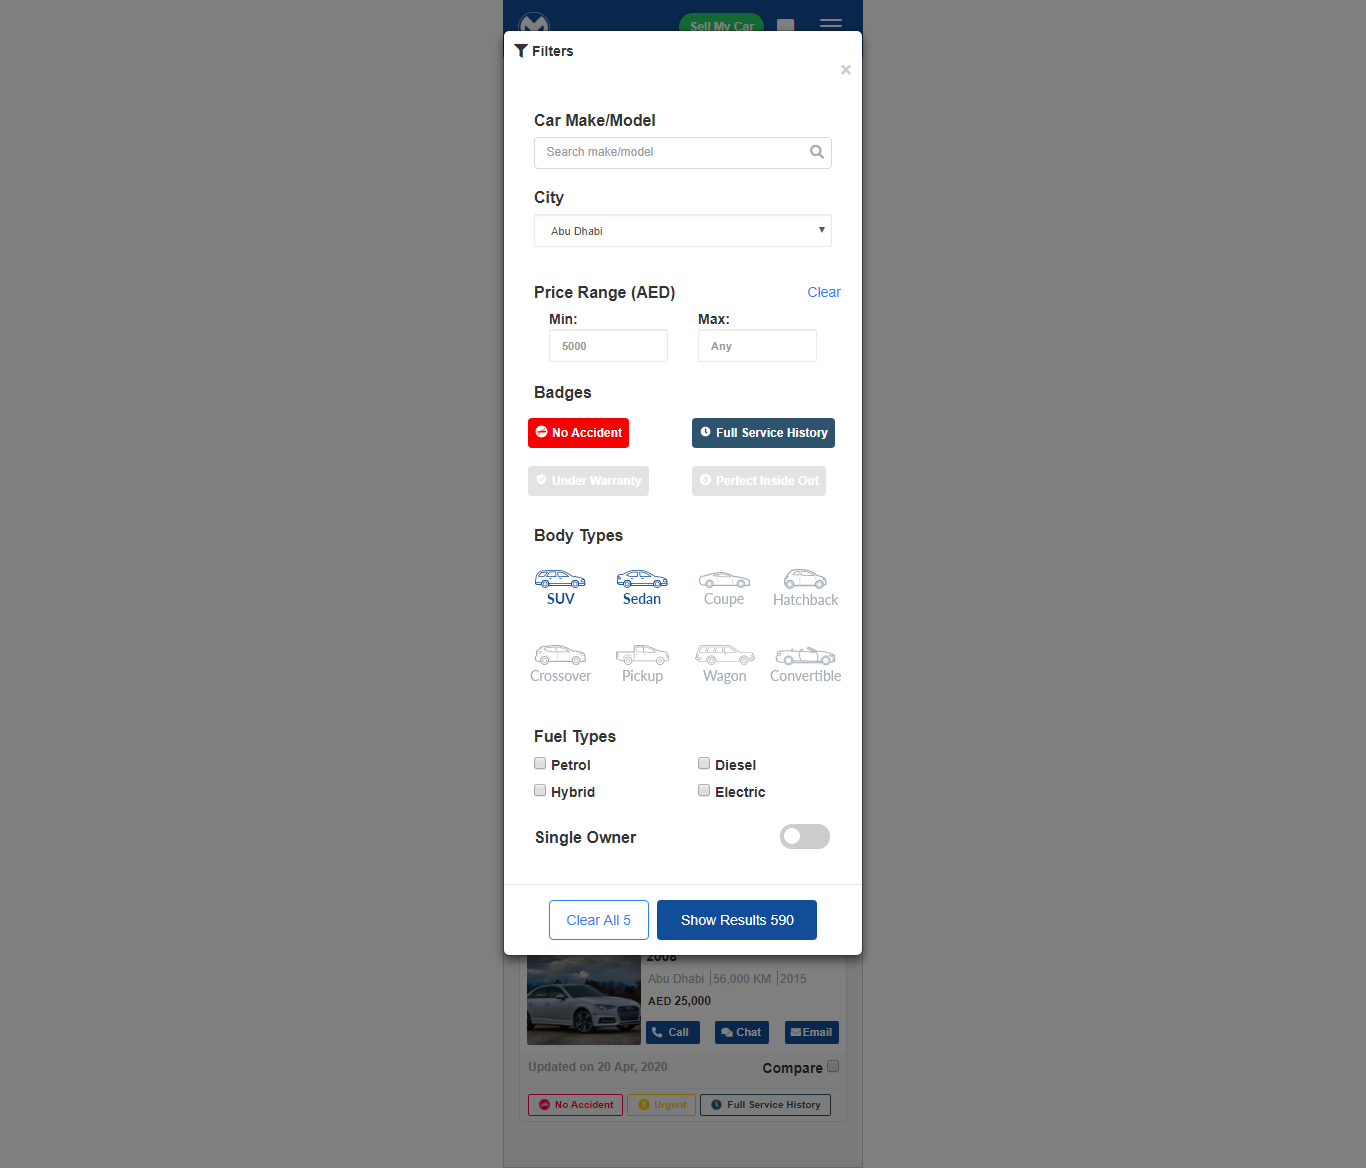 Sell My Car
Filters
×
Car Make/Model
Search make/model
City
Abu Dhabi
Price Range (AED) Clear
Min: Max:
5000 Any
Badges
No Accident Full Service History
Under Warranty Perfect Inside Out
Body Types
SUV Sedan Coupe Hatchback
Crossover Pickup Wagon Convertible
Fuel Types
Petrol Diesel
Hybrid Electric
Single Owner
Clear All 5 Show Results 590
2008
Abu Dhabi 56,000 KM 2015
AED 25,000
Call Chat Email
Updated on 20 Apr, 2020 Compare
No Accident Urgent Full Service History